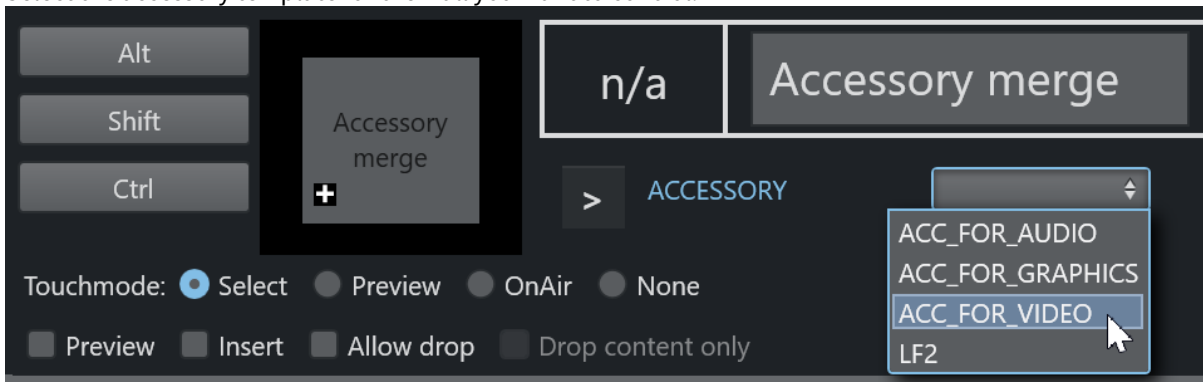 Alt
Shift
Ctrl
Accessory
merge
n/a
Accessory merge
>
ACCESSORY
ACC_FOR_AUDIO
ACC_FOR_GRAPHICS
ACC_FOR_VIDEO
LF2
Touchmode: Select Preview OnAir None
Preview Insert Allow drop Drop content only